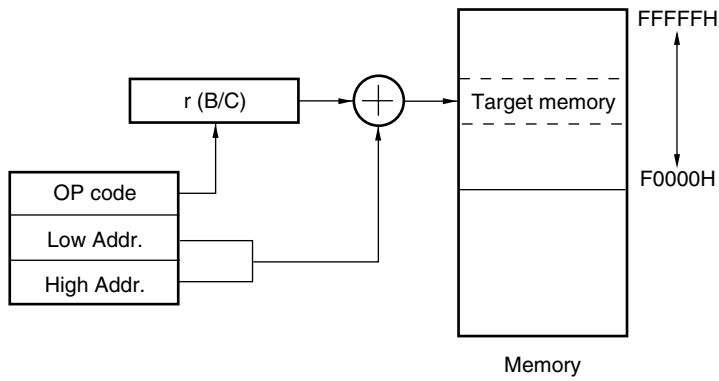 FFFFFH
r (B/C)
Target memory
OP code
F0000H
Low Addr.
High Addr.
Memory